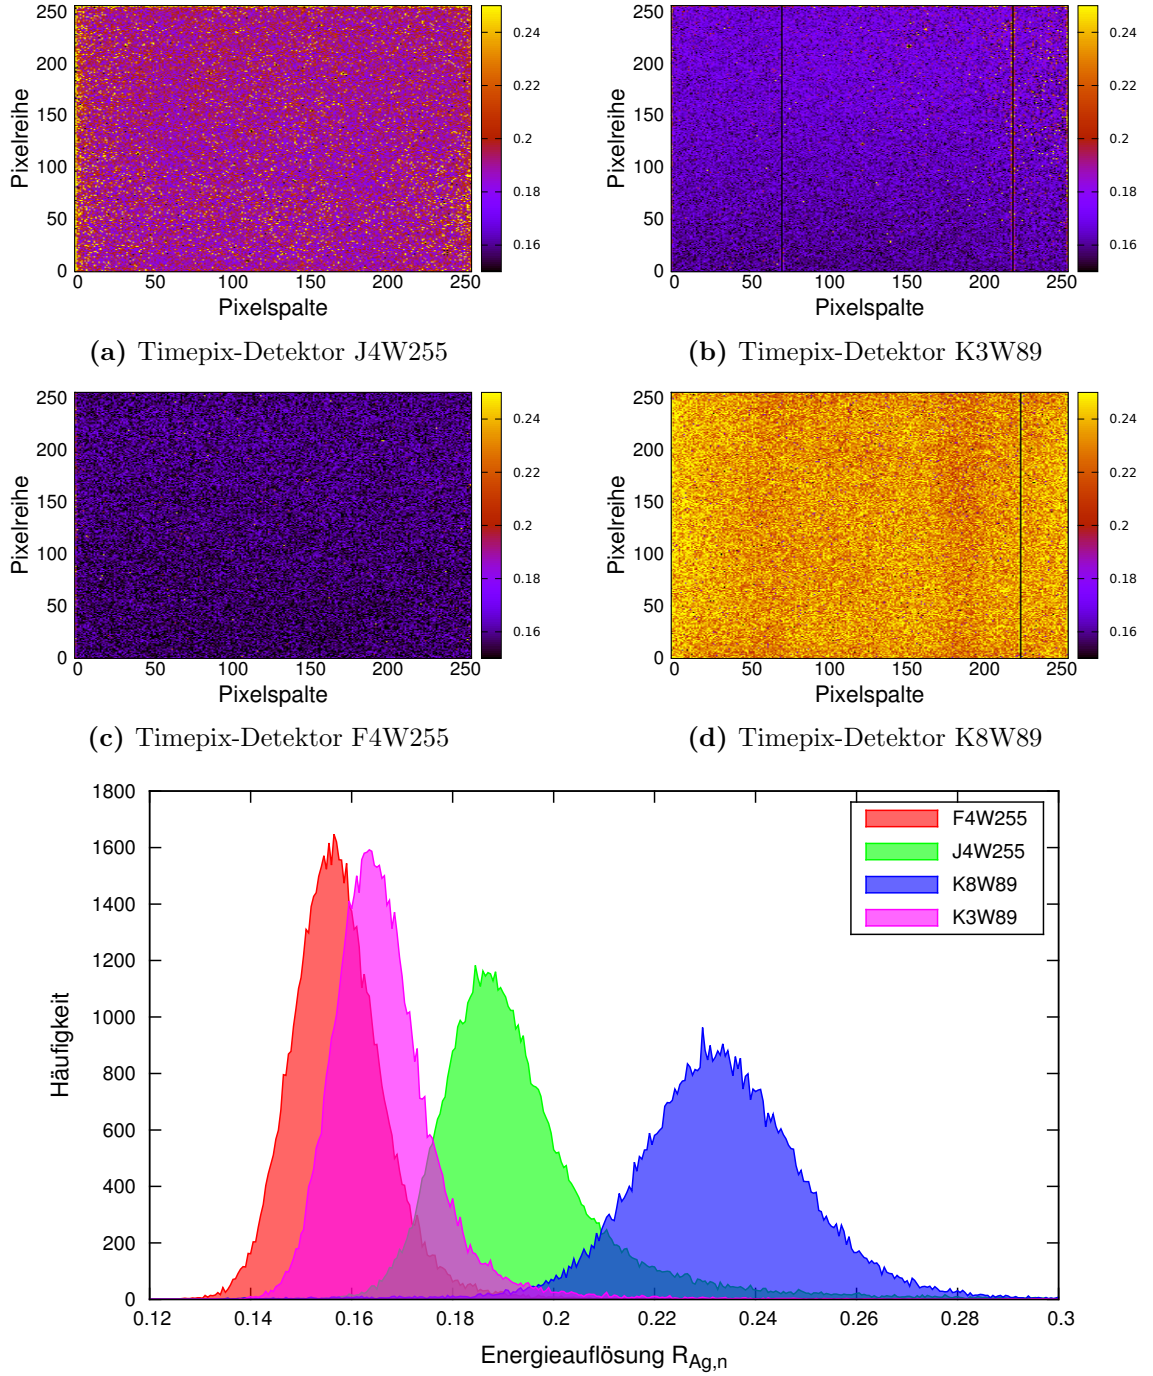 250
200
150
100
50
0
Pixelreihe
0 50 100 150 200 250
Pixelspalte
0.24
0.22
0.2
0.18
0.16
(a) Timepix-Detektor J4W255
250
200
150
100
50
0
Pixelreihe
0 50 100 150 200 250
Pixelspalte
0.24
0.22
0.2
0.18
0.16
(b) Timepix-Detektor K3W89
250
200
150
100
50
0
Pixelreihe
0 50 100 150 200 250
Pixelspalte
0.24
0.22
0.2
0.18
0.16
(c) Timepix-Detektor F4W255
250
200
150
100
50
0
Pixelreihe
0 50 100 150 200 250
Pixelspalte
0.24
0.22
0.2
0.18
0.16
(d) Timepix-Detektor K8W89
1800
1600
1400
1200
1000
800
600
400
200
0
Häufigkeit
F4W255
J4W255
K8W89
K3W89
0.12 0.14 0.16 0.18 0.2 0.22 0.24 0.26 0.28 0.3
Energieauflösung R_Ag,n